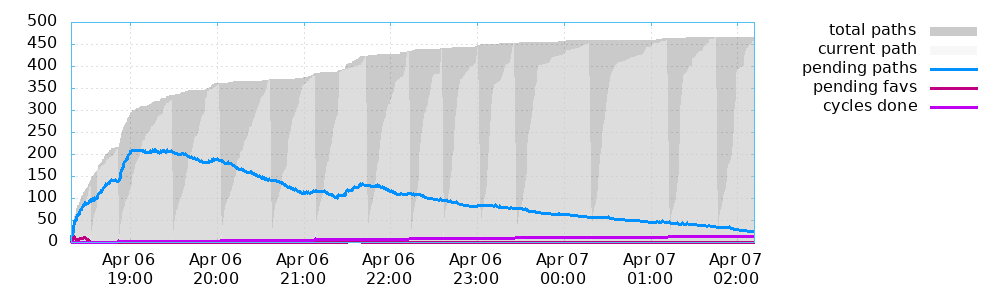 500
450
400
350
300
250
200
150
100
50
0
Apr 06 19:00
Apr 06 20:00
Apr 06 21:00
Apr 06 22:00
Apr 06 23:00
Apr 07 00:00
Apr 07 01:00
Apr 07 02:00
total paths
current path
pending paths
pending favs
cycles done